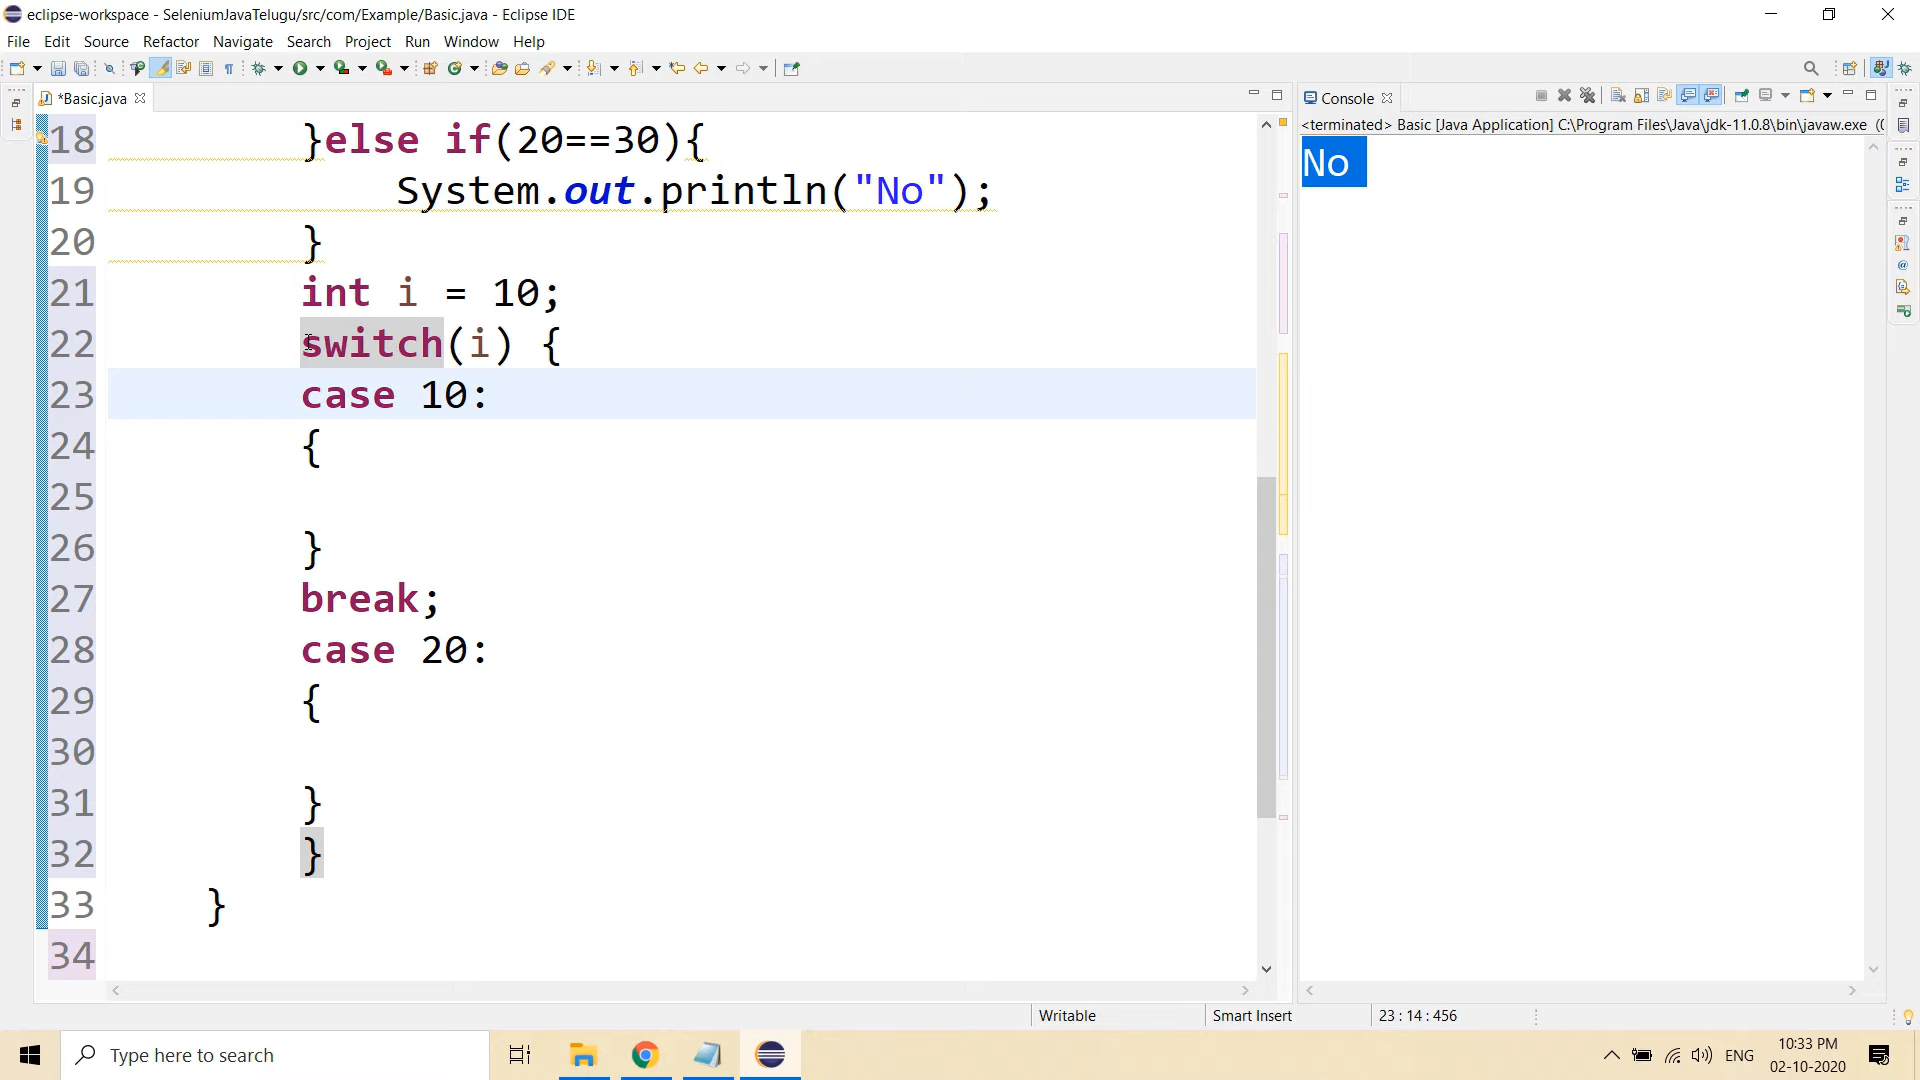 eclipse-workspace - SeleniumJavaTelugu/src/com/Example/Basic.java - Eclipse IDE
File Edit Source Refactor Navigate Search Project Run Window Help
*Basic.java
Console
<terminated> Basic [Java Application] C:\Program Files\Java\jdk-11.0.8\bin\javaw.exe (0
No
18 }else if(20==30){
19 System.out.println("No");
20 }
21 int i = 10;
22 switch(i) {
23 case 10:
24 {
25
26 }
27 break;
28 case 20:
29 {
30
31 }
32 }
33 }
34
Writable Smart Insert 23 : 14 : 456
Type here to search
ENG
10:33 PM
02-10-2020